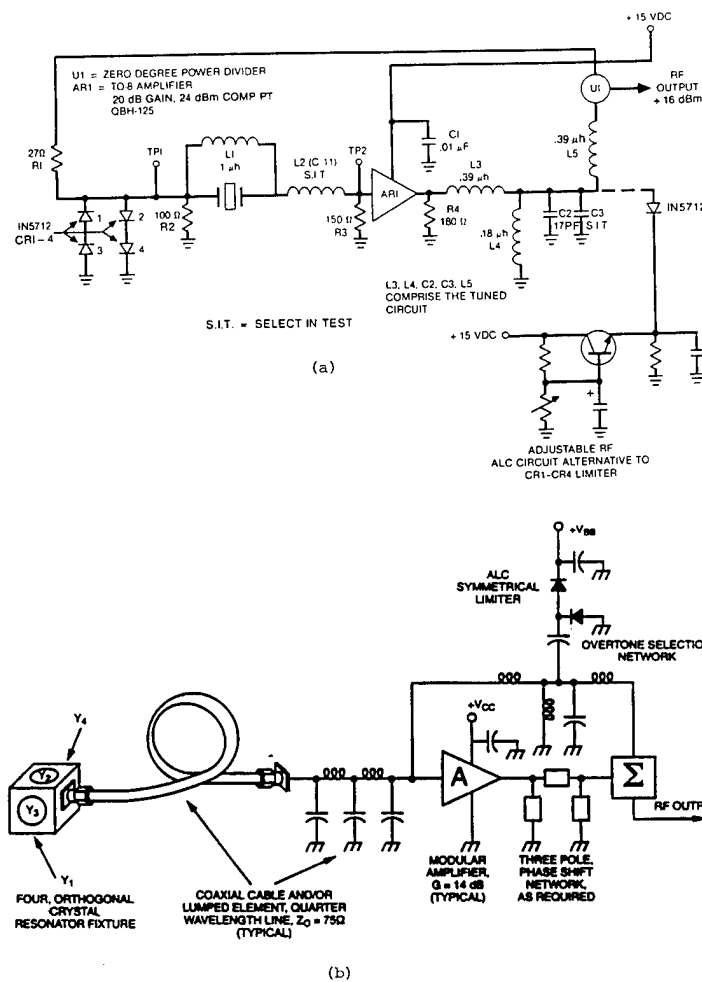 + 15 VDC
U1 = ZERO DEGREE POWER DIVIDER
AR1 = TO-8 AMPLIFIER
20 dB GAIN, 24 dBm COMP PT
QBH-125
U1
RF
OUTPUT
+ 16 dBm
27Ω
R1
TP1
L1
1 µh
L2 (C 11)
S.I.T
TP2
C1
.01 µF
L3
.39 µh
.39 µh
L5
AR1
IN5712
CR1-4
1
2
3
4
100 Ω
R2
150 Ω
R3
R4
180 Ω
.18 µh
L4
C2
.17PF
C3
S I T
IN5712
L3, L4, C2, C3, L5
COMPRISE THE TUNED
CIRCUIT
S.I.T. = SELECT IN TEST
+ 15 VDC
(a)
+
ADJUSTABLE RF
ALC CIRCUIT ALTERNATIVE TO
CR1-CR4 LIMITER
ALC
SYMMETRICAL
LIMITER
OVERTONE SELECTIO
NETWORK
+VCC
Y4
Y2
Y3
Y1
A
Σ
RF OUTP
FOUR, ORTHOGONAL
CRYSTAL
RESONATOR FIXTURE
COAXIAL CABLE AND/OR
LUMPED ELEMENT, QUARTER
WAVELENGTH LINE, ZO = 75Ω
(TYPICAL)
MODULAR
AMPLIFIER,
G = 14 dB
(TYPICAL)
THREE POLE,
PHASE SHIFT
NETWORK,
AS REQUIRED
(b)